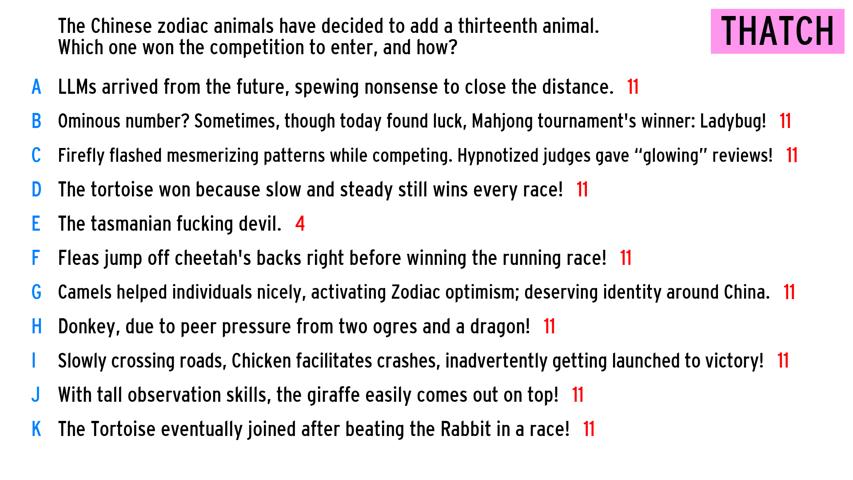 The Chinese zodiac animals have decided to add a thirteenth animal.
Which one won the competition to enter, and how?
THATCH
A LLMs arrived from the future, spewing nonsense to close the distance. 11
B Ominous number? Sometimes, though today found luck, Mahjong tournament's winner: Ladybug! 11
C Firefly flashed mesmerizing patterns while competing. Hypnotized judges gave “glowing” reviews! 11
D The tortoise won because slow and steady still wins every race! 11
E The tasmanian fucking devil. 4
F Fleas jump off cheetah's backs right before winning the running race! 11
G Camels helped individuals nicely, activating Zodiac optimism; deserving identity around China. 11
H Donkey, due to peer pressure from two ogres and a dragon! 11
I Slowly crossing roads, Chicken facilitates crashes, inadvertently getting launched to victory! 11
J With tall observation skills, the giraffe easily comes out on top! 11
K The Tortoise eventually joined after beating the Rabbit in a race! 11